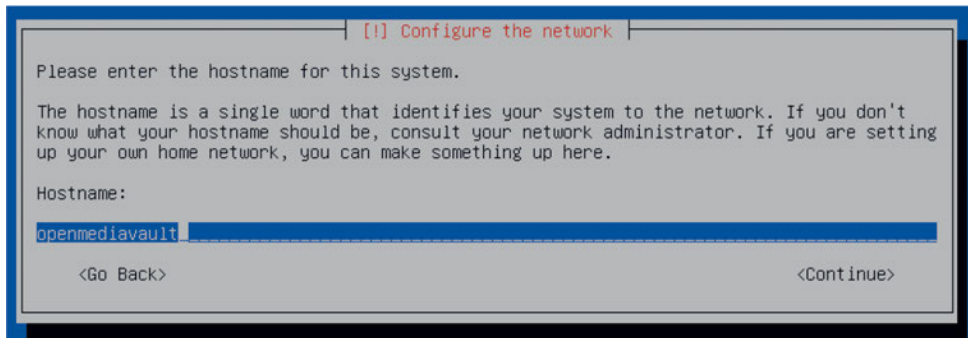 [!] Configure the network
Please enter the hostname for this system.
The hostname is a single word that identifies your system to the network. If you don't
know what your hostname should be, consult your network administrator. If you are setting
up your own home network, you can make something up here.
Hostname:
openmediavault
<Go Back> <Continue>